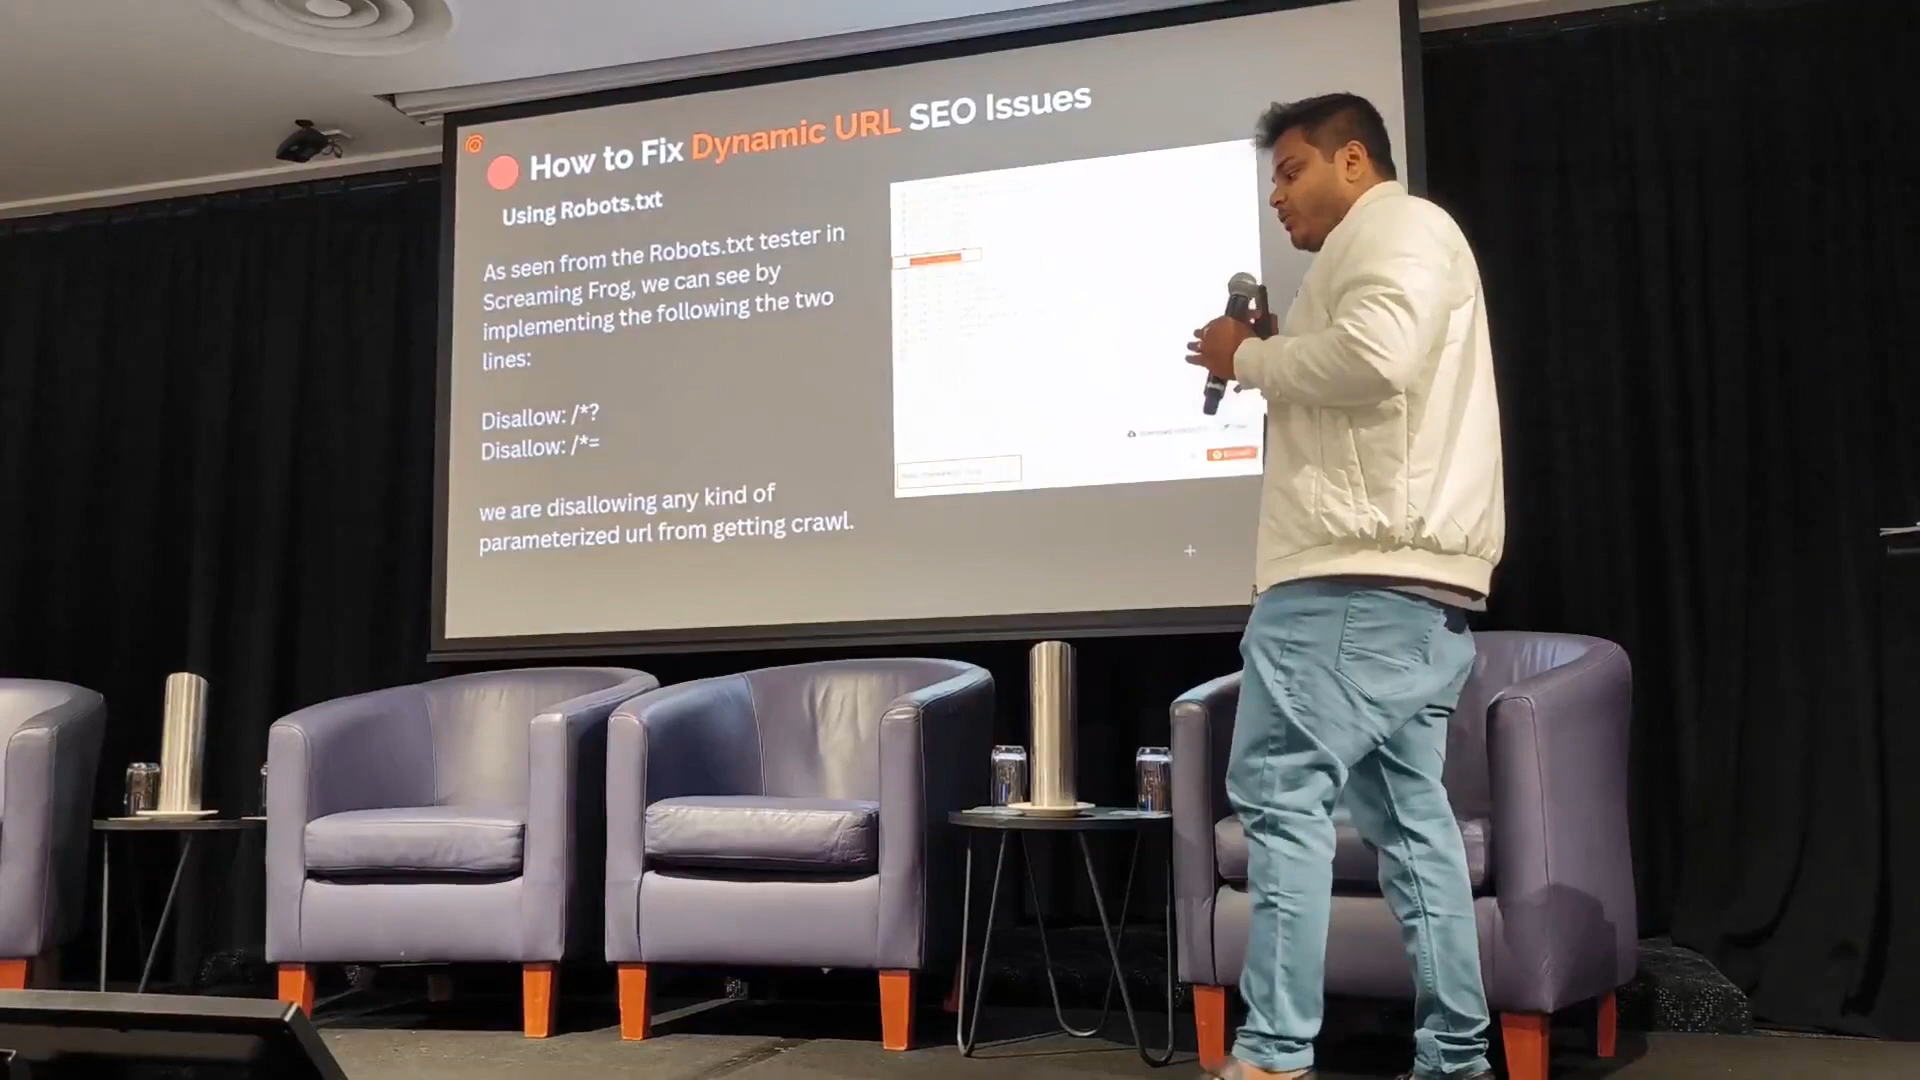 How to Fix Dynamic URL SEO Issues
Using Robots.txt
As seen from the Robots.txt tester in
Screaming Frog, we can see by
implementing the following the two
lines:
Disallow: /*?
Disallow: /*=
we are disallowing any kind of
parameterized url from getting crawl.